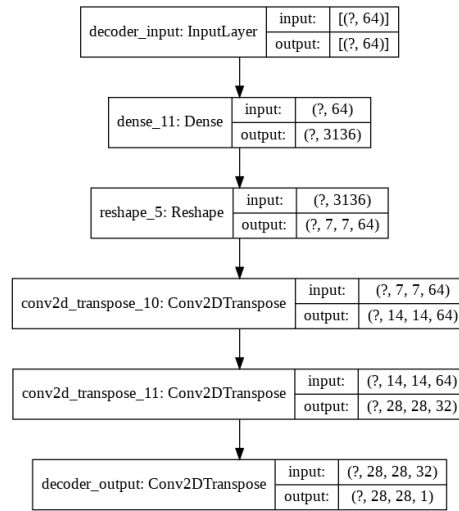 decoder_input: InputLayer
input: [(?, 64)]
output: [(?, 64)]
dense_11: Dense
input: (?, 64)
output: (?, 3136)
reshape_5: Reshape
input: (?, 3136)
output: (?, 7, 7, 64)
conv2d_transpose_10: Conv2DTranspose
input: (?, 7, 7, 64)
output: (?, 14, 14, 64)
conv2d_transpose_11: Conv2DTranspose
input: (?, 14, 14, 64)
output: (?, 28, 28, 32)
decoder_output: Conv2DTranspose
input: (?, 28, 28, 32)
output: (?, 28, 28, 1)